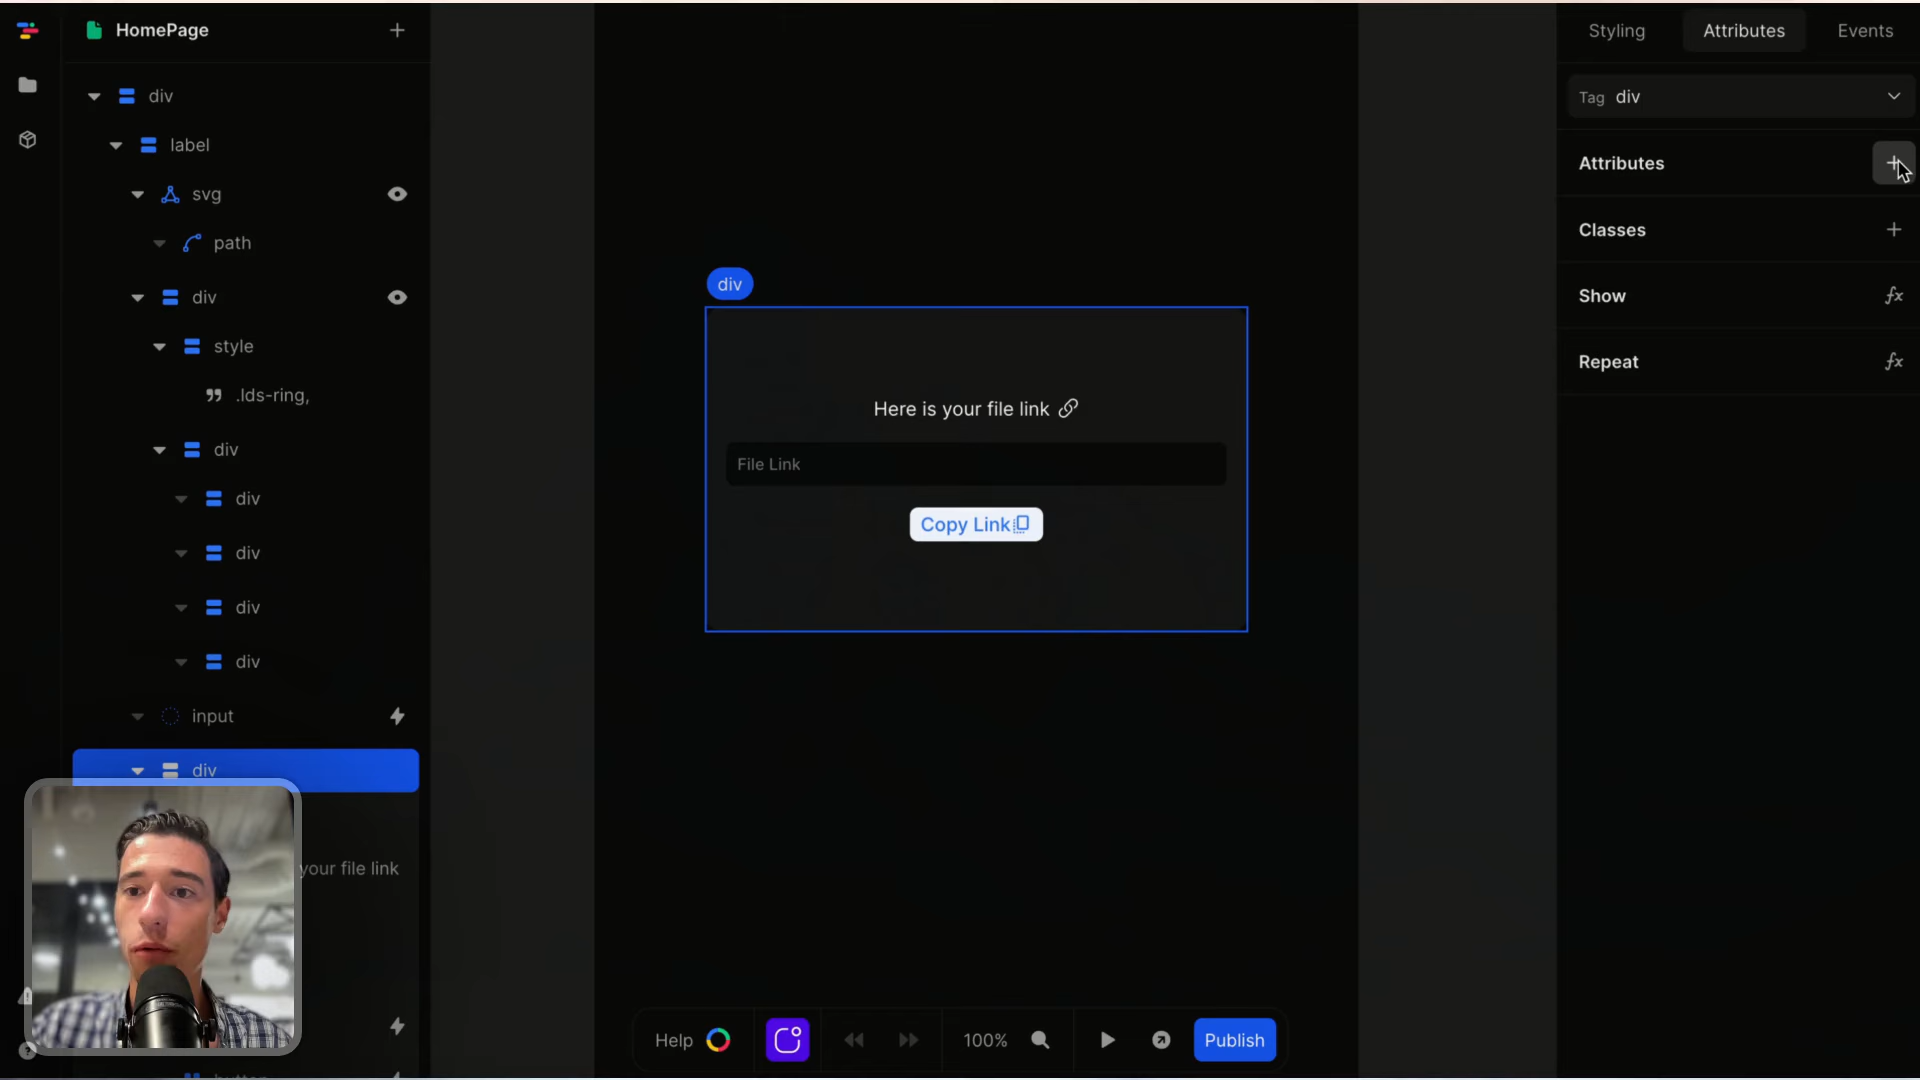 HomePage
div
label
svg
path
div
style
.lds-ring,
div
div
div
div
div
input
div
your file link
div
Here is your file link
File Link
Copy Link
Help
100%
Publish
Styling
Attributes
Events
Tag div
Attributes
Classes
Show
fx
Repeat
fx